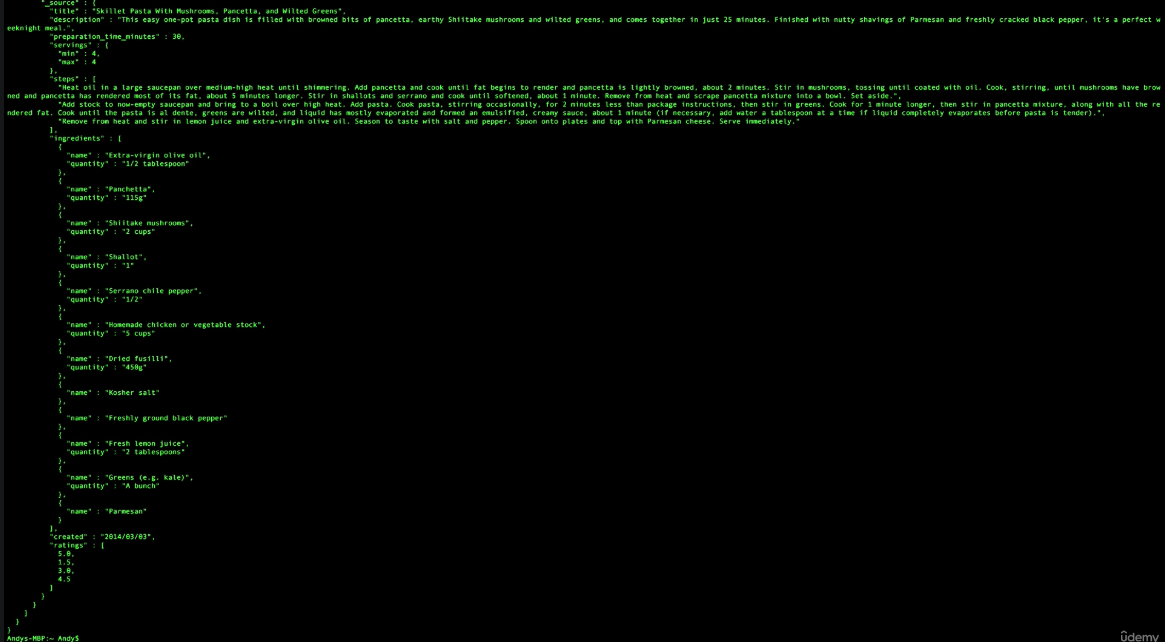 "_source" : {
"title" : "Skillet Pasta With Mushrooms, Pancetta, and Wilted Greens",
"description" : "This easy one-pot pasta dish is filled with browned bits of pancetta, earthy Shiitake mushrooms and wilted greens, and comes together in just 25 minutes. Finished with nutty shavings of Parmesan and freshly cracked black pepper, it's a perfect w
eeknight meal.",
"preparation_time_minutes" : 30,
"servings" : {
"min" : 4,
"max" : 4
},
"steps" : [
"Heat oil in a large saucepan over medium-high heat until shimmering. Add pancetta and cook until fat begins to render and pancetta is lightly browned, about 2 minutes. Stir in mushrooms, tossing until coated with oil. Cook, stirring, until mushrooms have brow
ned and pancetta has rendered most of its fat, about 5 minutes longer. Stir in shallots and serrano and cook until softened, about 1 minute. Remove from heat and scrape pancetta mixture into a bowl. Set aside.",
"Add stock to now-empty saucepan and bring to a boil over high heat. Add pasta. Cook pasta, stirring occasionally, for 2 minutes less than package instructions, then stir in greens. Cook for 1 minute longer, then stir in pancetta mixture, along with all the re
ndered fat. Cook until the pasta is al dente, greens are wilted, and liquid has mostly evaporated and formed an emulsified, creamy sauce, about 1 minute (if necessary, add water a tablespoon at a time if liquid completely evaporates before pasta is tender).",
"Remove from heat and stir in lemon juice and extra-virgin olive oil. Season to taste with salt and pepper. Spoon onto plates and top with Parmesan cheese. Serve immediately."
],
"ingredients" : [
{
"name" : "Extra-virgin olive oil",
"quantity" : "1/2 tablespoon"
},
{
"name" : "Panchetta",
"quantity" : "115g"
},
{
"name" : "Shiitake mushrooms",
"quantity" : "2 cups"
},
{
"name" : "Shallot",
"quantity" : "1"
},
{
"name" : "Serrano chile pepper",
"quantity" : "1/2"
},
{
"name" : "Homemade chicken or vegetable stock",
"quantity" : "5 cups"
},
{
"name" : "Dried fusilli",
"quantity" : "450g"
},
{
"name" : "Kosher salt"
},
{
"name" : "Freshly ground black pepper"
},
{
"name" : "Fresh lemon juice",
"quantity" : "2 tablespoons"
},
{
"name" : "Greens (e.g. kale)",
"quantity" : "A bunch"
},
{
"name" : "Parmesan"
}
],
"created" : "2014/03/03",
"ratings" : [
5.0,
1.5,
3.0,
4.5
]
}
}
]
}
}
Andys-MBP:~ Andy$
ûdemy